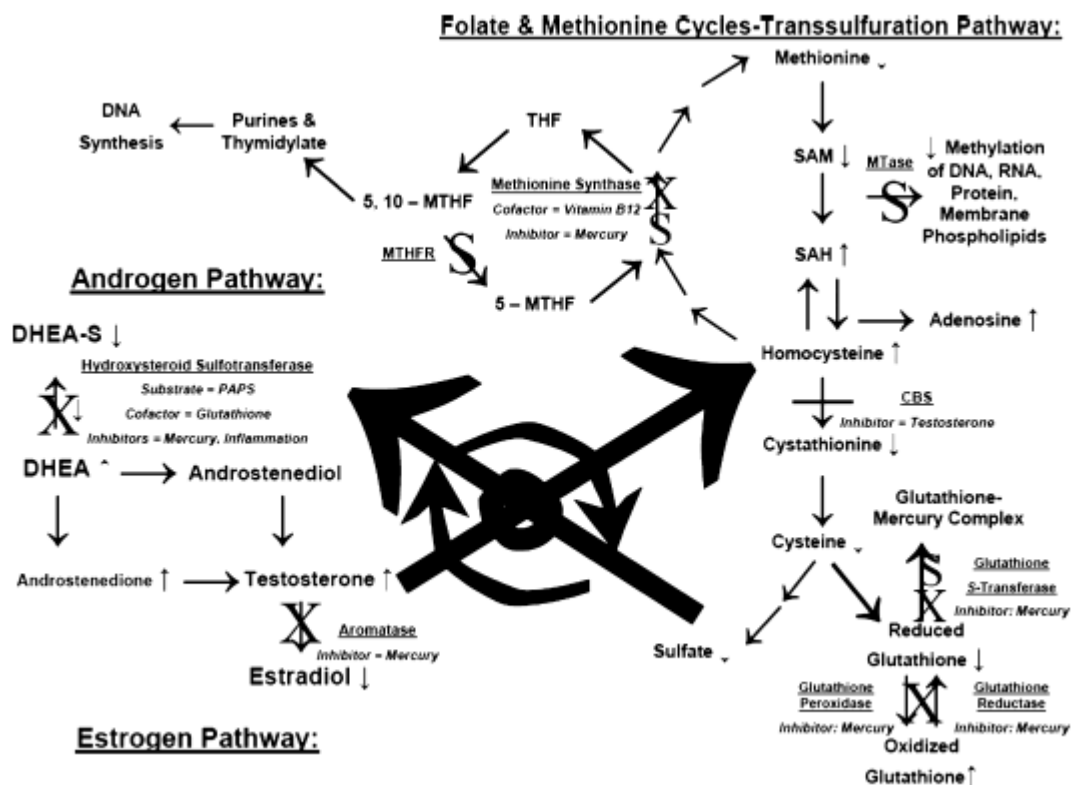 Folate & Methionine Cycles-Transsulfuration Pathway:
Methionine
DNA
Synthesis
Purines &
Thymidylate
THF
SAM ↓
MTase
↓ Methylation
of DNA, RNA,
Protein,
Membrane
Phospholipids
5, 10 – MTHF
Methionine Synthase
Cofactor = Vitamin B12
Inhibitor = Mercury
X
S
S
MTHFR
S
SAH ↑
5 – MTHF
Androgen Pathway:
DHEA-S ↓
Hydroxysteroid Sulfotransferase
Substrate = PAPS
Cofactor = Glutathione
Inhibitors = Mercury, Inflammation
X ↓
DHEA
Androstenediol
Homocysteine ↑
Adenosine ↑
CBS
Inhibitor = Testosterone
Cystathionine ↓
Glutathione-
Mercury Complex
Cysteine
S
X
Glutathione
S-Transferase
Inhibitor: Mercury
Androstenedione ↑
Testosterone ↑
X
Aromatase
Inhibitor = Mercury
Estradiol ↓
Sulfate
Reduced
Glutathione ↓
Glutathione
Peroxidase
Inhibitor: Mercury
X
Glutathione
Reductase
Inhibitor: Mercury
Oxidized
Glutathione ↑
Estrogen Pathway: